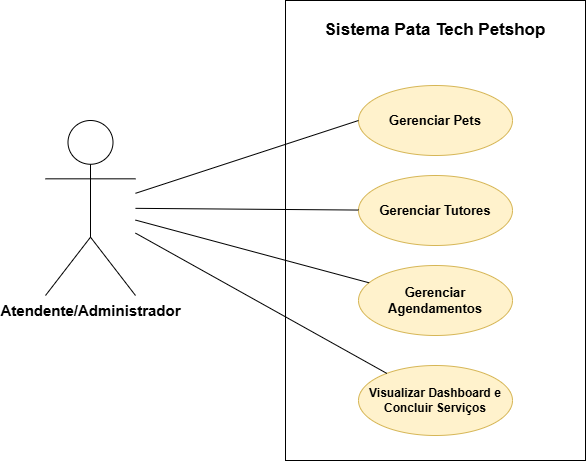 Sistema Pata Tech Petshop
Gerenciar Pets
Gerenciar Tutores
Gerenciar
Agendamentos
Atendente/Administrador
Visualizar Dashboard e
Concluir Serviços